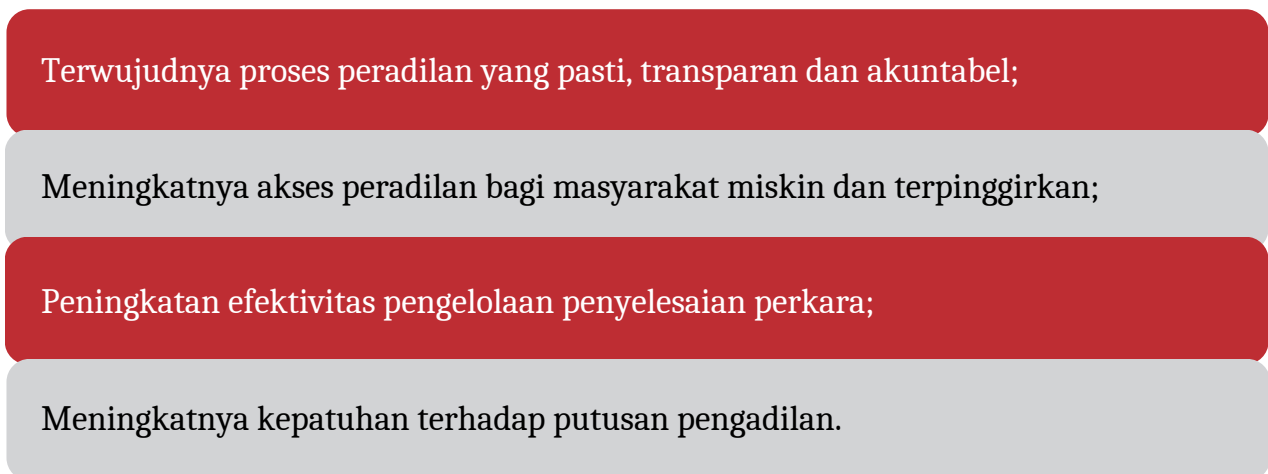 Terwujudnya proses peradilan yang pasti, transparan dan akuntabel;
Meningkatnya akses peradilan bagi masyarakat miskin dan terpinggirkan;
Peningkatan efektivitas pengelolaan penyelesaian perkara;
Meningkatnya kepatuhan terhadap putusan pengadilan.